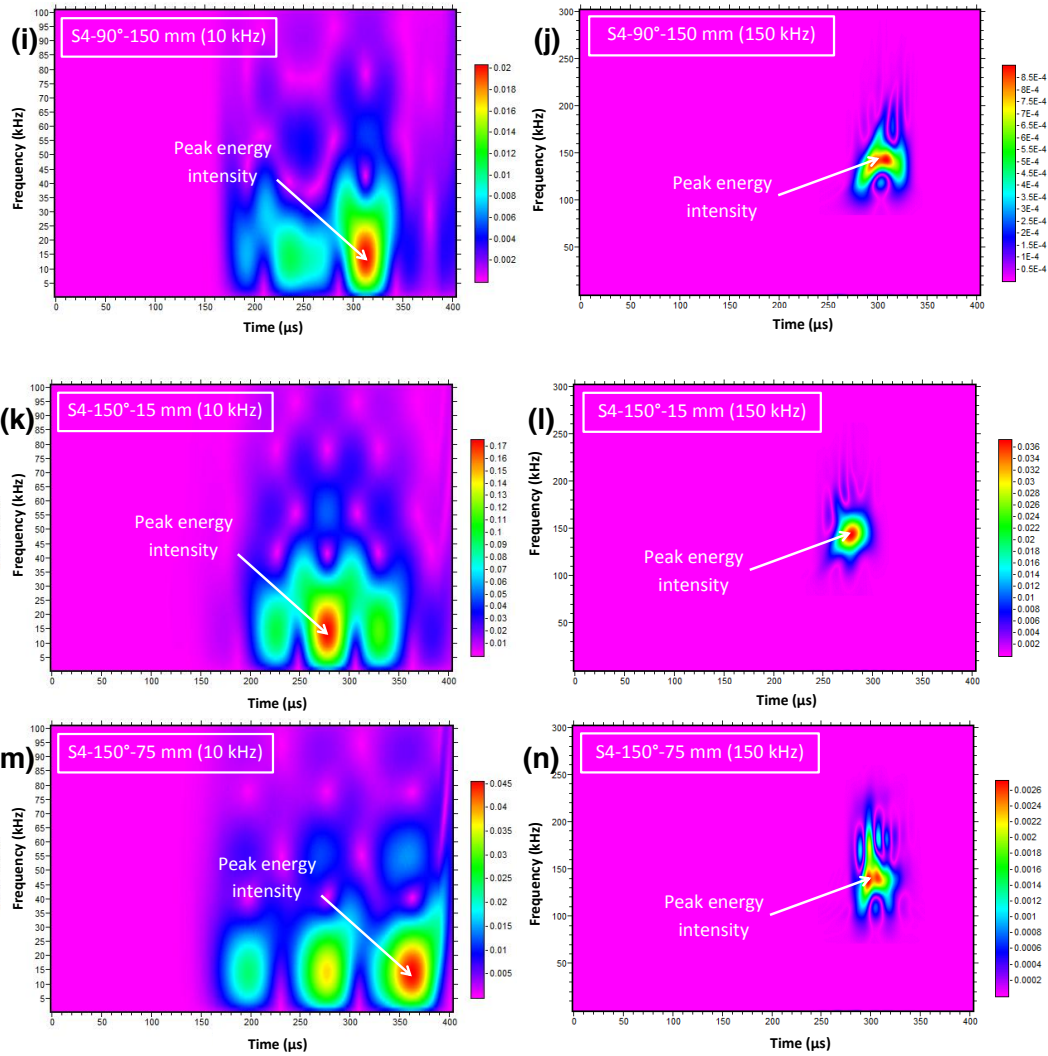 (i)
S4-90°-150 mm (10 kHz)
Peak energy
intensity
Frequency (kHz)
100
95
90
85
80
75
70
65
60
55
50
45
40
35
30
25
20
15
10
5
0 50 100 150 200 250 300 350 400
Time (µs)
0.02
0.018
0.016
0.014
0.012
0.01
0.008
0.006
0.004
0.002
(j)
S4-90°-150 mm (150 kHz)
Peak energy
intensity
Frequency (kHz)
300
250
200
150
100
50
0 50 100 150 200 250 300 350 400
Time (µs)
8.5E-4
8E-4
7.5E-4
7E-4
6.5E-4
6E-4
5.5E-4
5E-4
4.5E-4
4E-4
3.5E-4
3E-4
2.5E-4
2E-4
1.5E-4
1E-4
0.5E-4
(k)
S4-150°-15 mm (10 kHz)
Peak energy
intensity
Frequency (kHz)
100
95
90
85
80
75
70
65
60
55
50
45
40
35
30
25
20
15
10
5
0 50 100 150 200 250 300 350 400
Time (µs)
0.17
0.16
0.15
0.14
0.13
0.12
0.11
0.1
0.09
0.08
0.07
0.06
0.05
0.04
0.03
0.02
0.01
(l)
S4-150°-15 mm (150 kHz)
Peak energy
intensity
Frequency (kHz)
300
250
200
150
100
50
0 50 100 150 200 250 300 350 400
Time (µs)
0.036
0.034
0.032
0.03
0.028
0.026
0.024
0.022
0.02
0.018
0.016
0.014
0.012
0.01
0.008
0.006
0.004
0.002
m)
S4-150°-75 mm (10 kHz)
Peak energy
intensity
Frequency (kHz)
100
95
90
85
80
75
70
65
60
55
50
45
40
35
30
25
20
15
10
5
0 50 100 150 200 250 300 350 400
Time (µs)
0.045
0.04
0.035
0.03
0.025
0.02
0.015
0.01
0.005
(n)
S4-150°-75 mm (150 kHz)
Peak energy
intensity
Frequency (kHz)
300
250
200
150
100
50
0 50 100 150 200 250 300 350 400
Time (µs)
0.0026
0.0024
0.0022
0.002
0.0018
0.0016
0.0014
0.0012
0.001
0.0008
0.0006
0.0004
0.0002